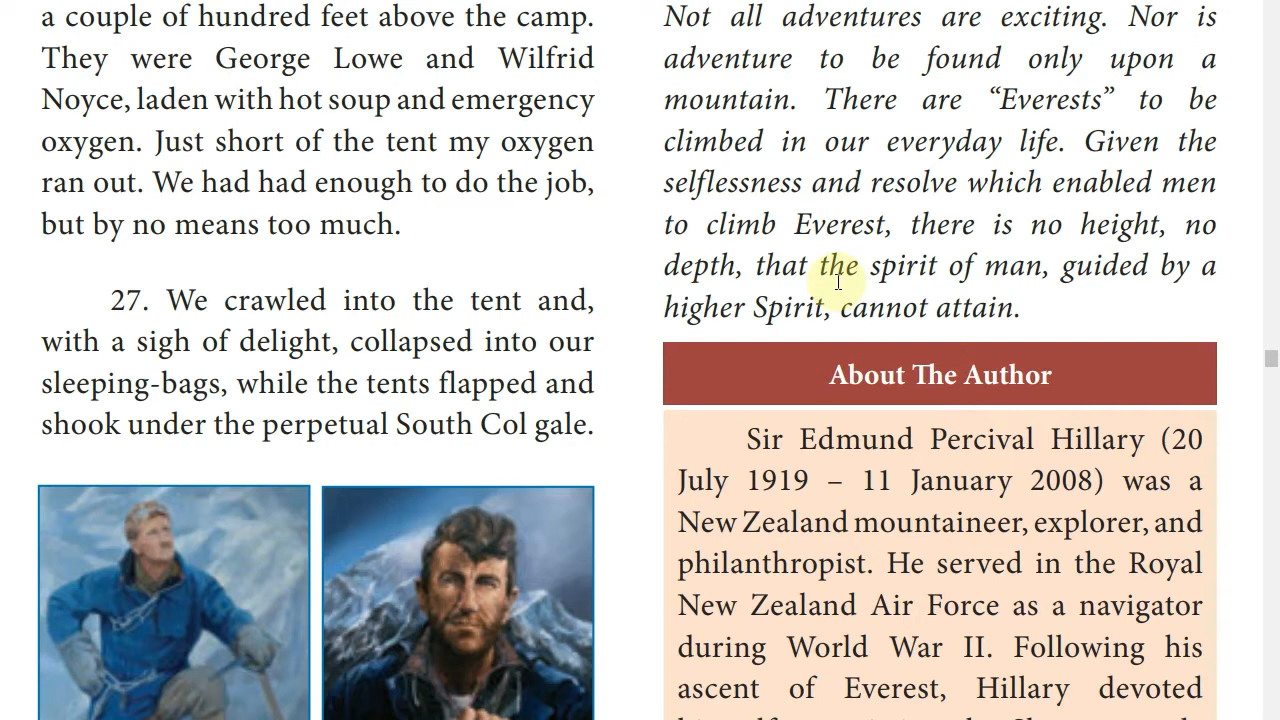 a couple of hundred feet above the camp.
They were George Lowe and Wilfrid
Noyce, laden with hot soup and emergency
oxygen. Just short of the tent my oxygen
ran out. We had had enough to do the job,
but by no means too much.
27. We crawled into the tent and,
with a sigh of delight, collapsed into our
sleeping-bags, while the tents flapped and
shook under the perpetual South Col gale.
Not all adventures are exciting. Nor is
adventure to be found only upon a
mountain. There are “Everests” to be
climbed in our everyday life. Given the
selflessness and resolve which enabled men
to climb Everest, there is no height, no
depth, that the spirit of man, guided by a
higher Spirit, cannot attain.
About The Author
Sir Edmund Percival Hillary (20
July 1919 – 11 January 2008) was a
New Zealand mountaineer, explorer, and
philanthropist. He served in the Royal
New Zealand Air Force as a navigator
during World War II. Following his
ascent of Everest, Hillary devoted